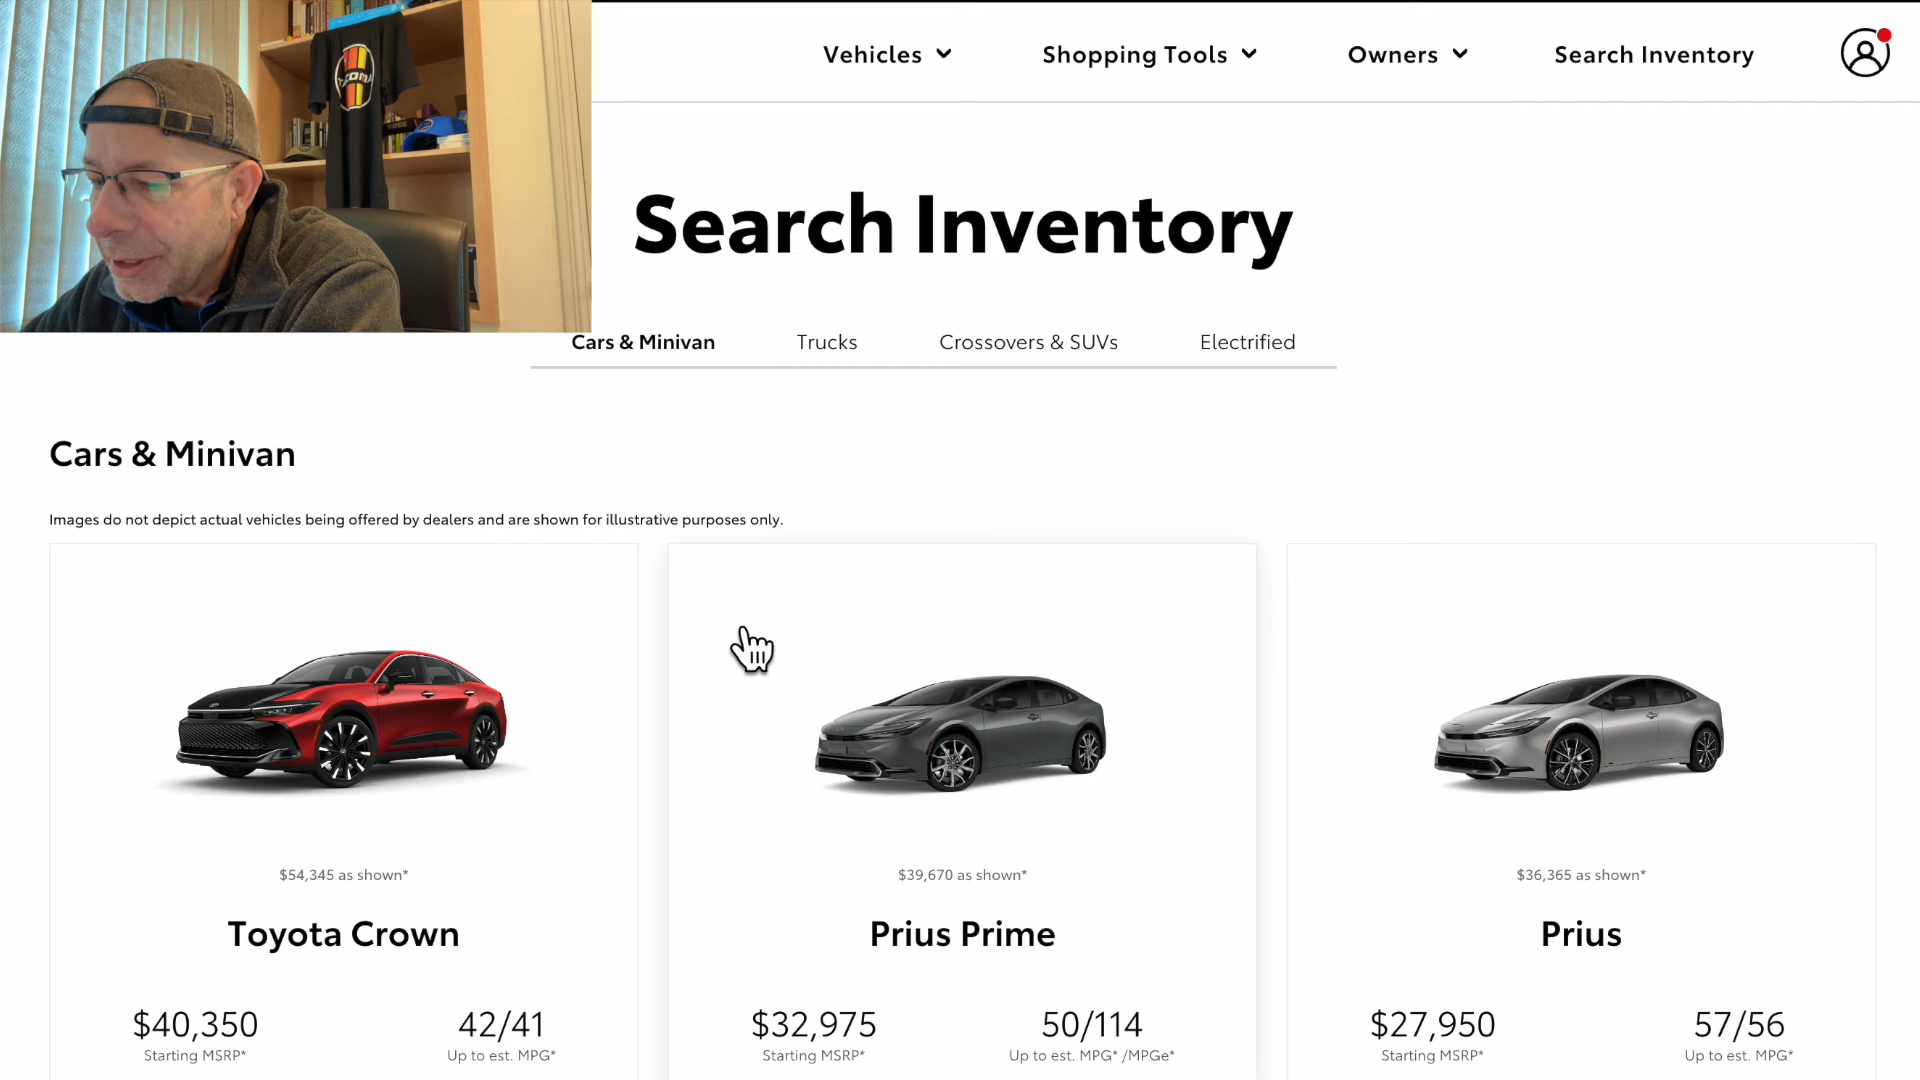 Vehicles
Shopping Tools
Owners
Search Inventory
Search Inventory
Cars & Minivan
Trucks
Crossovers & SUVs
Electrified
Cars & Minivan
Images do not depict actual vehicles being offered by dealers and are shown for illustrative purposes only.
$54,345 as shown*
Toyota Crown
$40,350
Starting MSRP*
42/41
Up to est. MPG*
$39,670 as shown*
Prius Prime
$32,975
Starting MSRP*
50/114
Up to est. MPG* /MPGe*
$36,365 as shown*
Prius
$27,950
Starting MSRP*
57/56
Up to est. MPG*